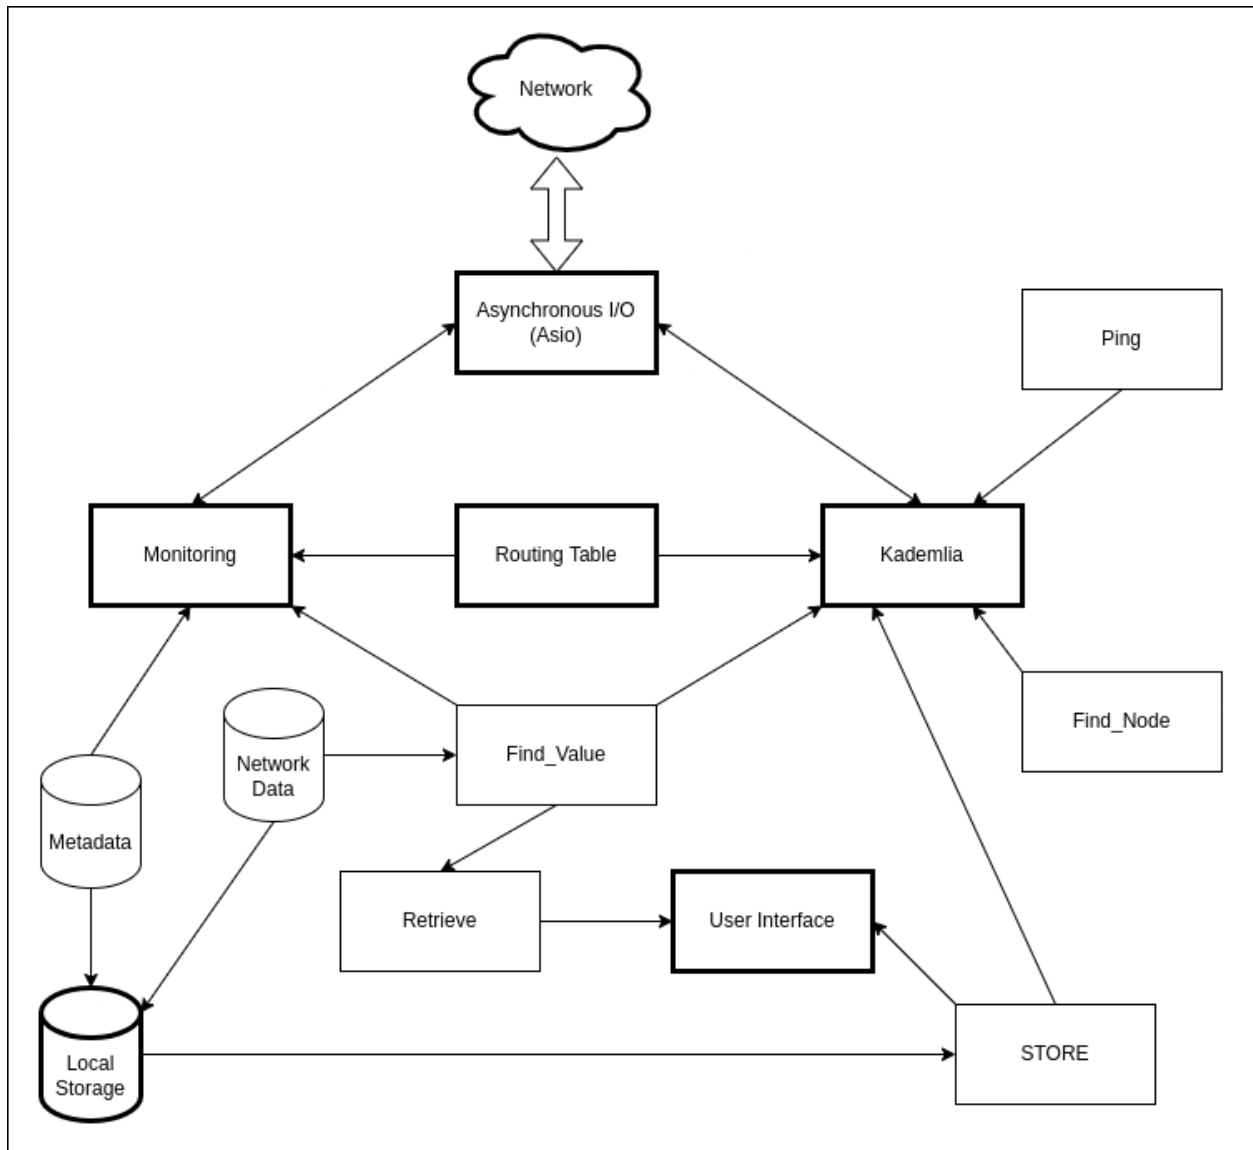 Network
Asynchronous I/O
(Asio)
Ping
Monitoring
Routing Table
Kademlia
Find_Node
Network
Data
Find_Value
Metadata
Retrieve
User Interface
Local
Storage
STORE